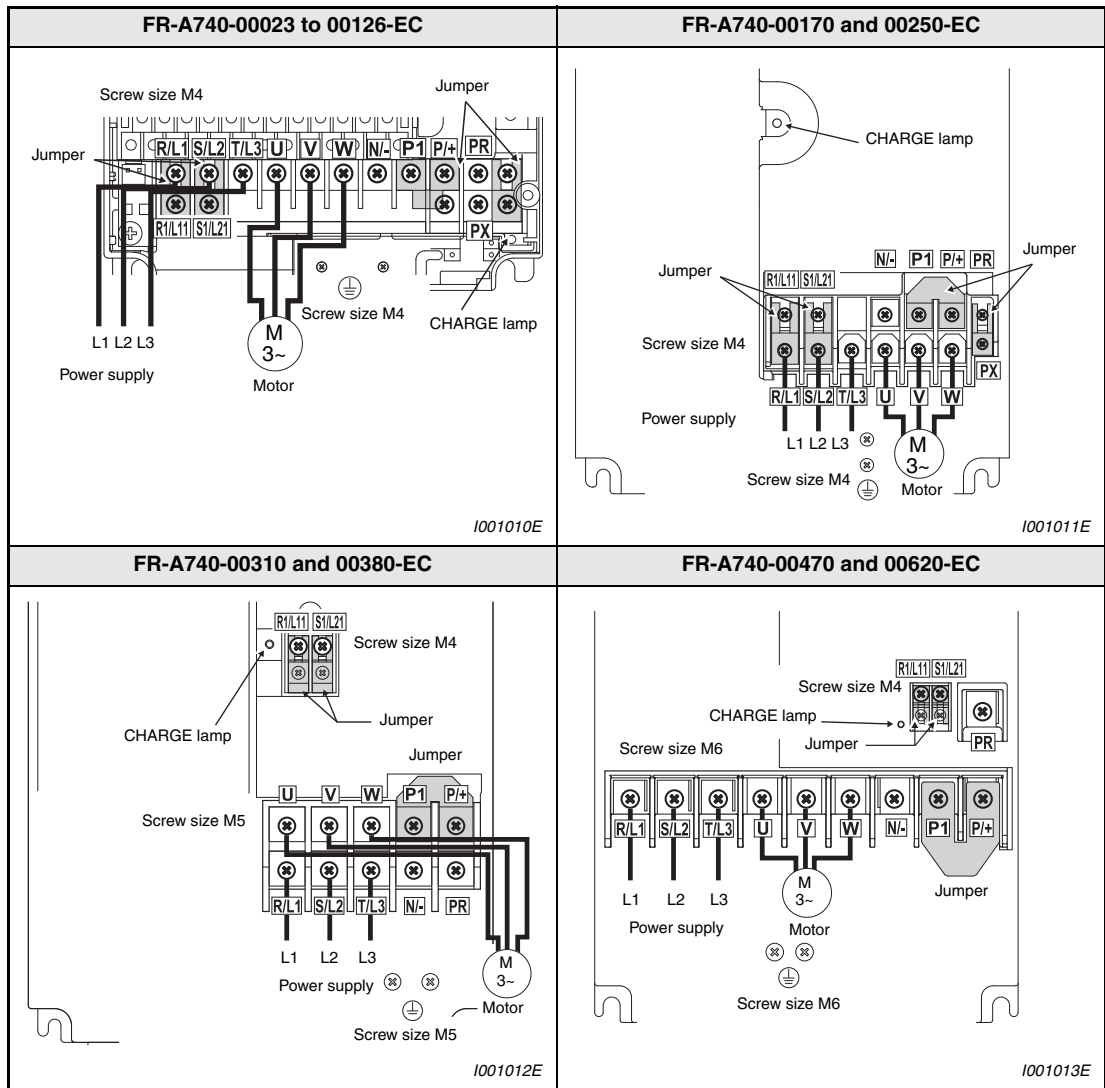 FR-A740-00023 to 00126-EC
Screw size M4
Jumper
Jumper
R/L1 S/L2 T/L3 U V W N/- P1 P/+ PR
R1/L11 S1/L21
PX
Screw size M4
CHARGE lamp
L1 L2 L3
M
3~
Power supply
Motor
I001010E
FR-A740-00170 and 00250-EC
CHARGE lamp
N/- P1 P/+ PR
Jumper
Jumper
R1/L11 S1/L21
Screw size M4
PX
R/L1 S/L2 T/L3 U V W
Power supply
L1 L2 L3
M
3~
Screw size M4
Motor
I001011E
FR-A740-00310 and 00380-EC
R1/L11 S1/L21
Screw size M4
Jumper
CHARGE lamp
Jumper
U V W P1 P/+
Screw size M5
R/L1 S/L2 T/L3 N/- PR
L1 L2 L3
M
3~
Power supply
Motor
Screw size M5
I001012E
FR-A740-00470 and 00620-EC
R1/L11 S1/L21
Screw size M4
CHARGE lamp
Jumper
PR
Screw size M6
R/L1 S/L2 T/L3 U V W N/- P1 P/+
L1 L2 L3
M
3~
Jumper
Power supply
Motor
Screw size M6
I001013E